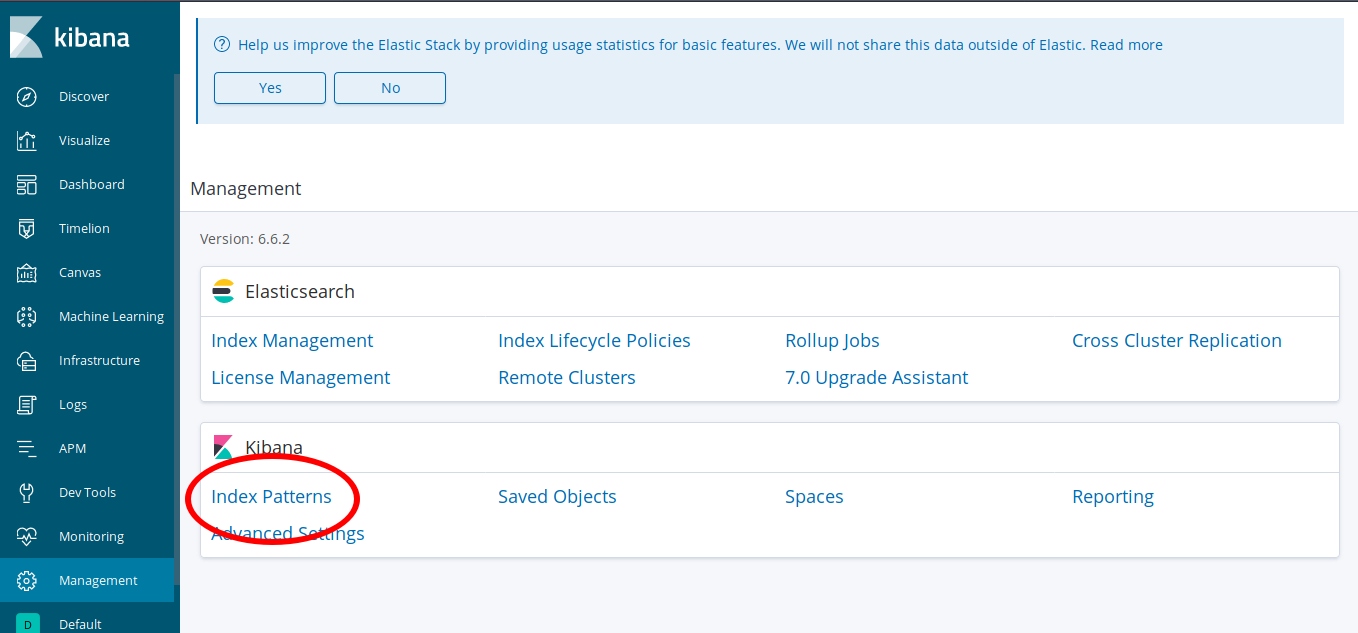 kibana
Discover
Visualize
Dashboard
Timelion
Canvas
Machine Learning
Infrastructure
Logs
APM
Dev Tools
Monitoring
Management
D Default
Help us improve the Elastic Stack by providing usage statistics for basic features. We will not share this data outside of Elastic. Read more
Yes No
Management
Version: 6.6.2
Elasticsearch
Index Management Index Lifecycle Policies Rollup Jobs Cross Cluster Replication
License Management Remote Clusters 7.0 Upgrade Assistant
Kibana
Index Patterns Saved Objects Spaces Reporting
Advanced Settings